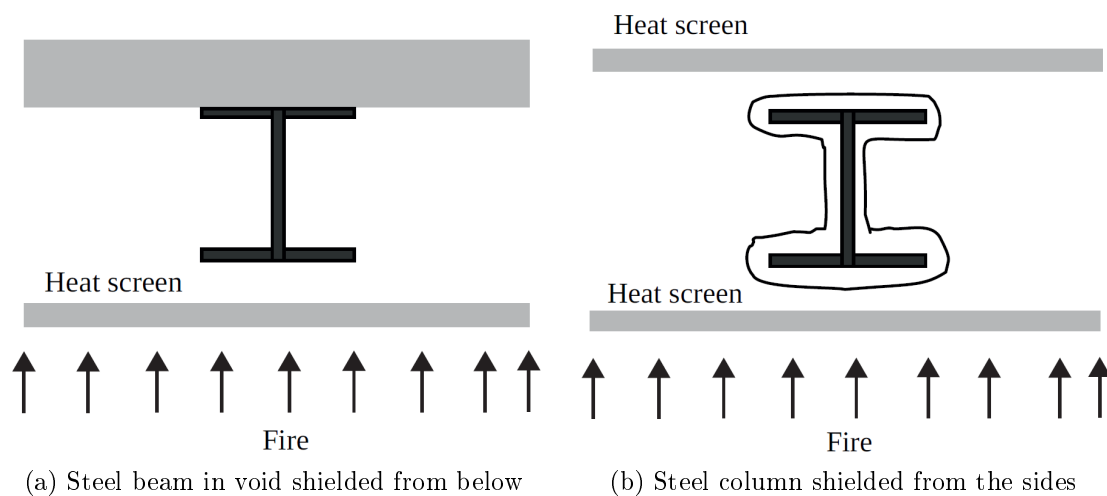 Heat screen
Fire
(a) Steel beam in void shielded from below
Heat screen
Heat screen
Fire
(b) Steel column shielded from the sides